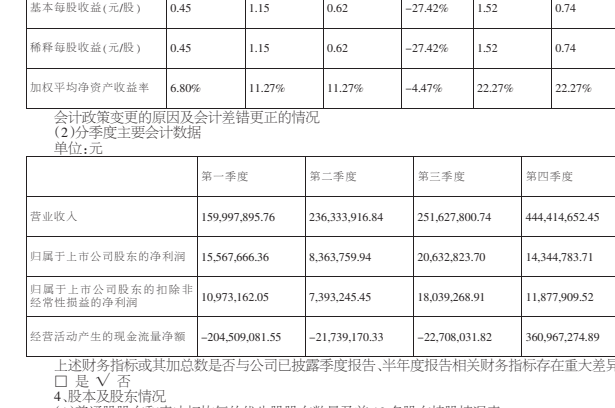 基本每股收益(元/股) 0.45 1.15 0.62 -27.42% 1.52 0.74
稀释每股收益(元/股) 0.45 1.15 0.62 -27.42% 1.52 0.74
加权平均净资产收益率 6.80% 11.27% 11.27% -4.47% 22.27% 22.27%
会计政策变更的原因及会计差错更正的情况
(2)分季度主要会计数据
单位:元
第一季度 第二季度 第三季度 第四季度
营业收入 159,997,895.76 236,333,916.84 251,627,800.74 444,414,652.45
归属于上市公司股东的净利润 15,567,666.36 8,363,759.94 20,632,823.70 14,344,783.71
归属于上市公司股东的扣除非
经常性损益的净利润 10,973,162.05 7,393,245.45 18,039,268.91 11,877,909.52
经营活动产生的现金流量净额 -204,509,081.55 -21,739,170.33 -22,708,031.82 360,967,274.89
上述财务指标或其加总数是否与公司已披露季度报告、半年度报告相关财务指标存在重大差异
□ 是 √ 否
4、股本及股东情况